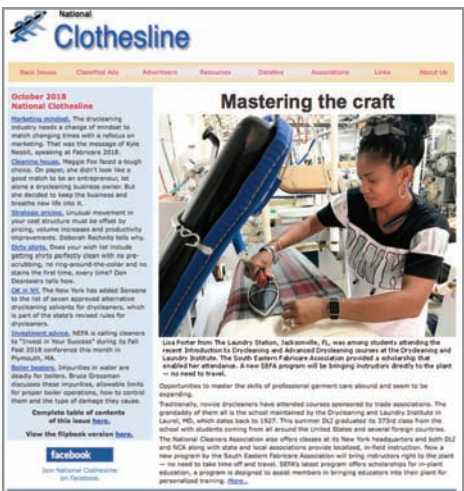 National
Clothesline
Back Issues Classified Ads Advertisers Resources Dateline Associations Links About Us
October 2018
National Clothesline
Marketing mindset. The drycleaning
industry needs a change of mindset to
match changing times with a refocus on
marketing. That was the message of Kyle
Nesbit, speaking at Fabricare 2018.
Cleaning house. Maggie Fox faced a tough
choice. On paper, she didn't look like a
good match to be an entrepreneur, let
alone a drycleaning business owner. But
she decided to keep the business and
breathe new life into it.
Strategic pricing. Unusual movement in
your cost structure must be offset by
pricing, volume increases and productivity
improvements. Deborah Rechnitz tells why.
Dirty shirts. Does your wish list include
getting shirts perfectly clean with no pre-
scrubbing, no ring-around-the-collar and no
stains the first time, every time? Don
Desrosiers tells how.
OK in NY. The New York has added Sensene
to the list of seven approved alternative
drycleaning solvents for drycleaners, which
is part of the state's revised rules for
drycleaners.
Investment advice. NEFA is calling cleaners
to "Invest in Your Success" during its Fall
Fest 2018 conference this month in
Plymouth, MA.
Boiler beaters. Impurities in water are
deadly for boilers. Bruce Grossman
discusses these impurities, allowable limits
for proper boiler operations, how to control
them and the type of damage they cause.
Complete table of contents
of this issue here.
View the flipbook version here.
facebook
Join National Clothesline
on Facebook.
Mastering the craft
Lisa Porter from The Laundry Station, Jacksonville, FL, was among students attending the
recent Introduction to Drycleaning and Advanced Drycleaning courses at the Drycleaning and
Laundry Institute. The South Eastern Fabricare Association provided a scholarship that
enabled her attendance. A new SEFA program will be bringing instructors directly to the plant
— no need to travel.
Opportunities to master the skills of professional garment care abound and seem to be
expanding.
Traditionally, novice drycleaners have attended courses sponsored by trade associations. The
grandaddy of them all is the school maintained by the Drycleaning and Laundry Institute in
Laurel, MD, which dates back to 1927. This summer DLI graduated its 373rd class from the
school with students coming from all around the United States and several foreign countries.
The National Cleaners Association also offers classes at its New York headquarters and both DLI
and NCA along with state and local associations provide localized, in-field instruction. Now a
new program by the South Eastern Fabricare Association will bring instructors right to the plant
— no need to take time off and travel. SEFA's latest program offers scholarships for in-plant
education, a program is designed to assist members in bringing educators into their plant for
personalized training. More...